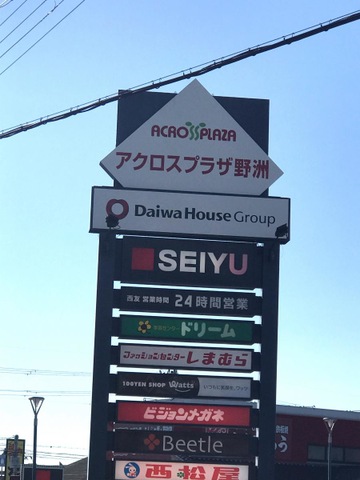 ACROSSPLAZA
アクロスプラザ野洲
DaiwaHouse Group
SEIYU
西友 営業時間 24時間営業
ドリーム
ファッションセンターしまむら
100YEN SHOP Watts
ビジョンメガネ
Beetle
西松屋